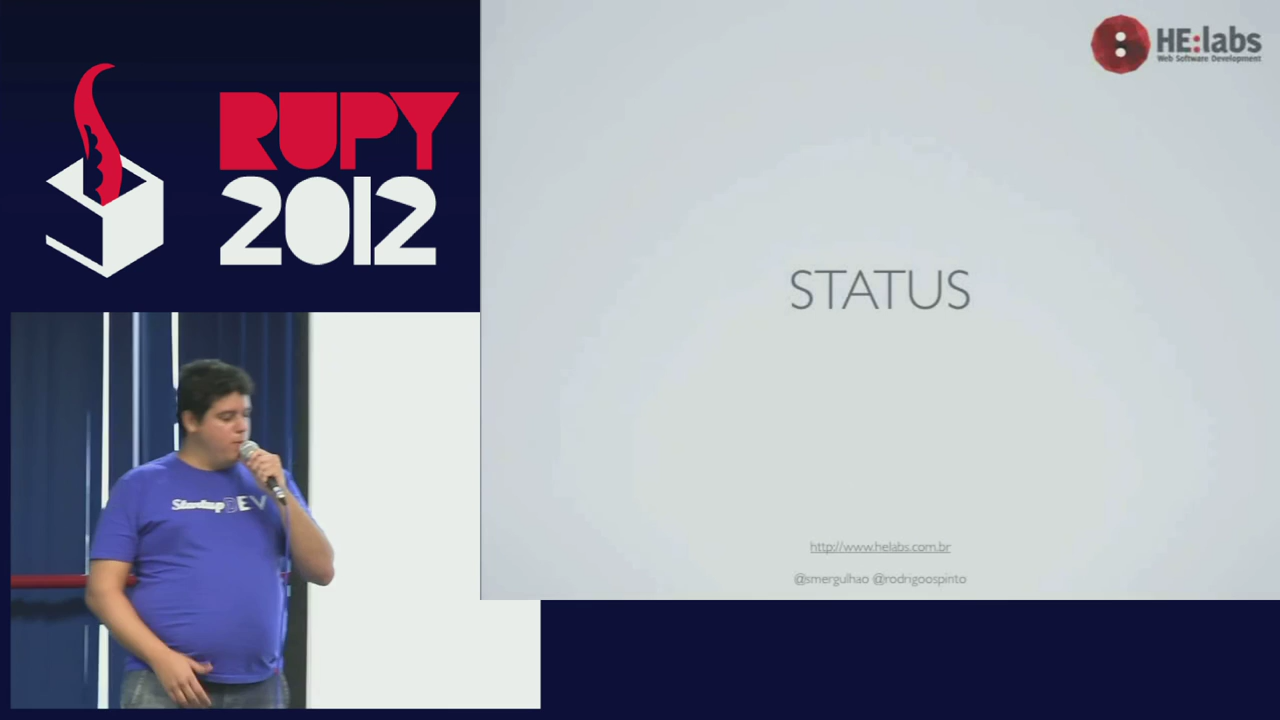 RUPY
2012
HE:labs
Web Software Development
STATUS
http://www.helabs.com.br
@smergulhao @rodrigoospinto
StartupDEV